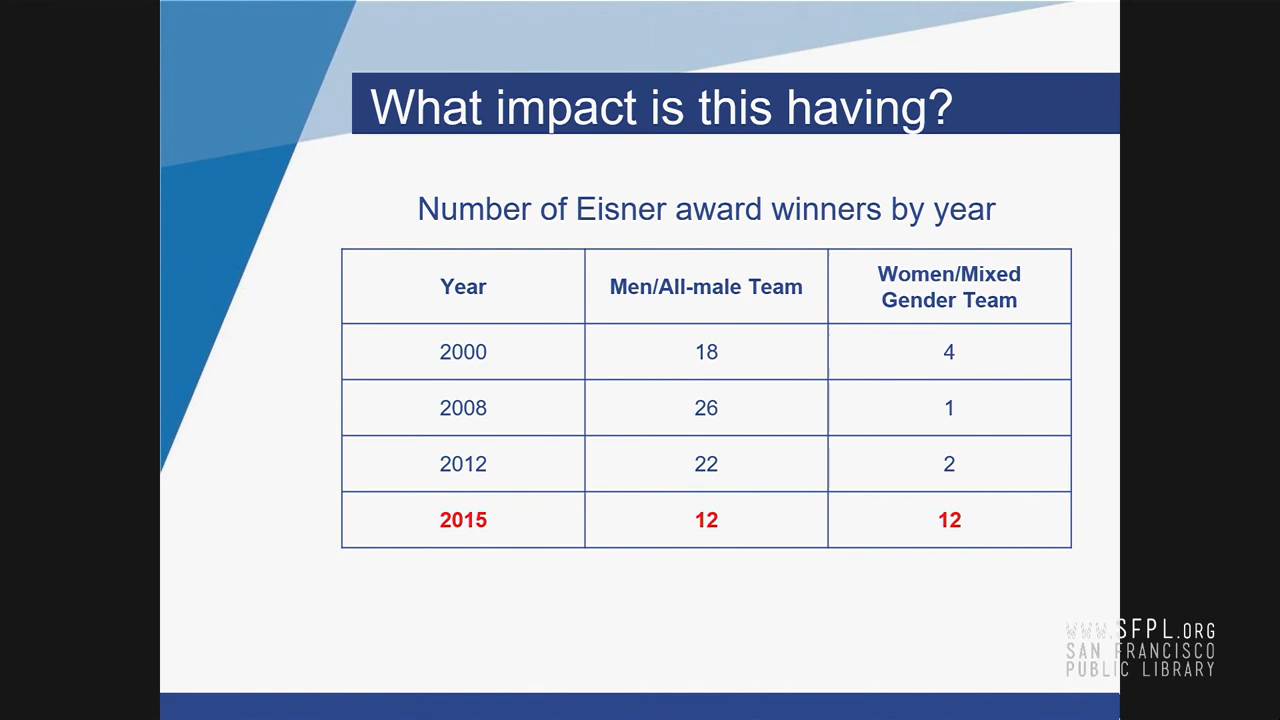 What impact is this having?
Number of Eisner award winners by year
Year Men/All-male Team Women/Mixed
Gender Team
2000 18 4
2008 26 1
2012 22 2
2015 12 12
WWW.SFPL.ORG
SAN FRANCISCO
PUBLIC LIBRARY